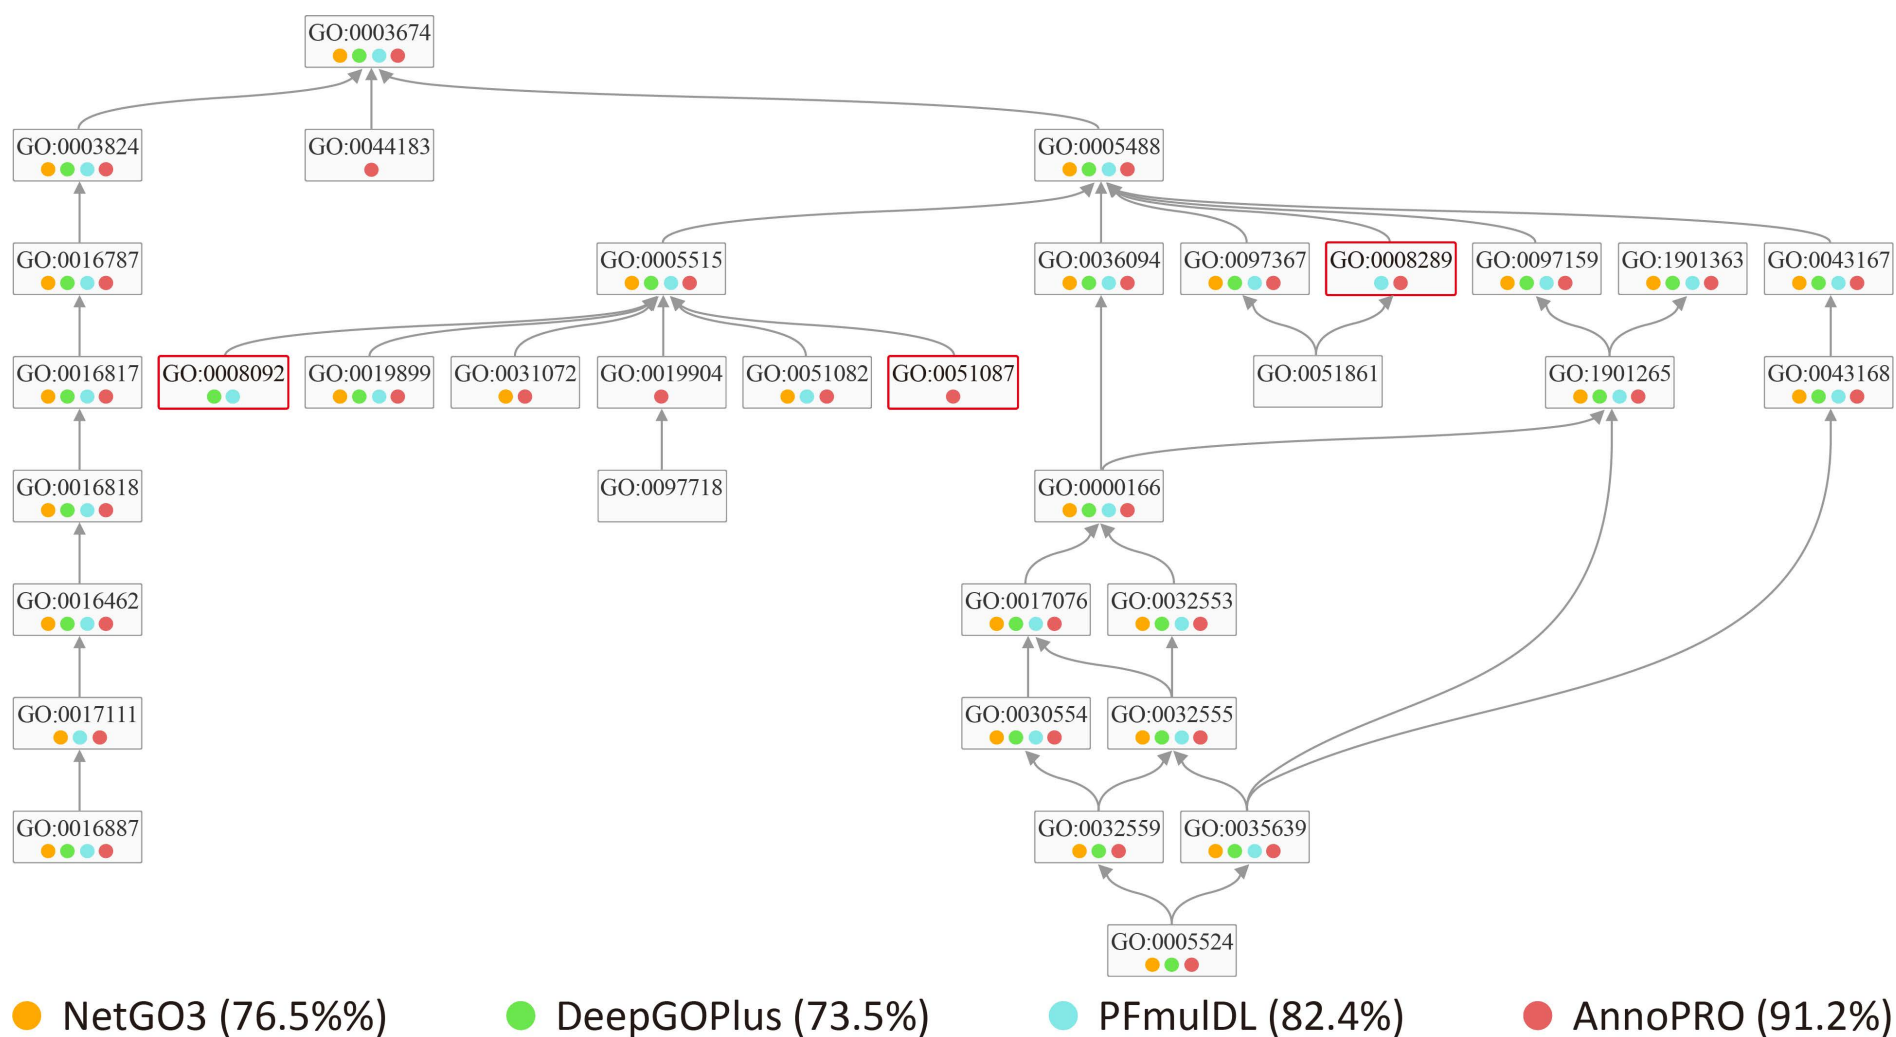 GO:0003674
GO:0003824
GO:0044183
GO:0005488
GO:0016787
GO:0005515
GO:0036094
GO:0097367
GO:0008289
GO:0097159
GO:1901363
GO:0043167
GO:0016817
GO:0008092
GO:0019899
GO:0031072
GO:0019904
GO:0051082
GO:0051087
GO:0051861
GO:1901265
GO:0043168
GO:0016818
GO:0097718
GO:0000166
GO:0016462
GO:0017076
GO:0032553
GO:0017111
GO:0030554
GO:0032555
GO:0016887
GO:0032559
GO:0035639
GO:0005524
NetGO3 (76.5%%)
DeepGOPlus (73.5%)
PFmulDL (82.4%)
AnnoPRO (91.2%)